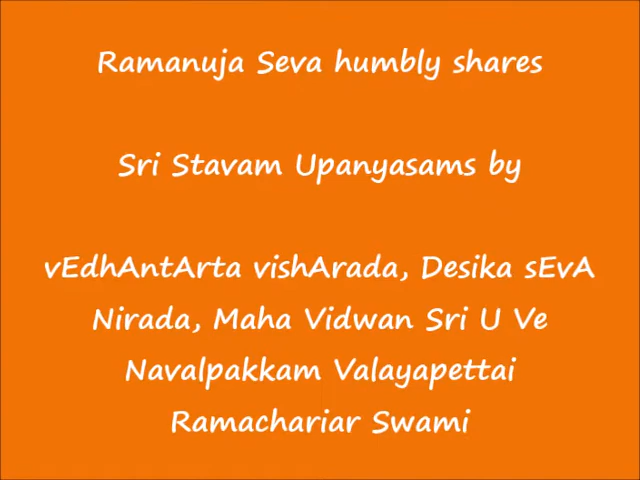 Ramanuja Seva humbly shares
Sri Stavam Upanyasams by
vEdhAntArta vishArada, Desika sEvA
Nirada, Maha Vidwan Sri U Ve
Navalpakkam Valayapettai
Ramachariar Swami